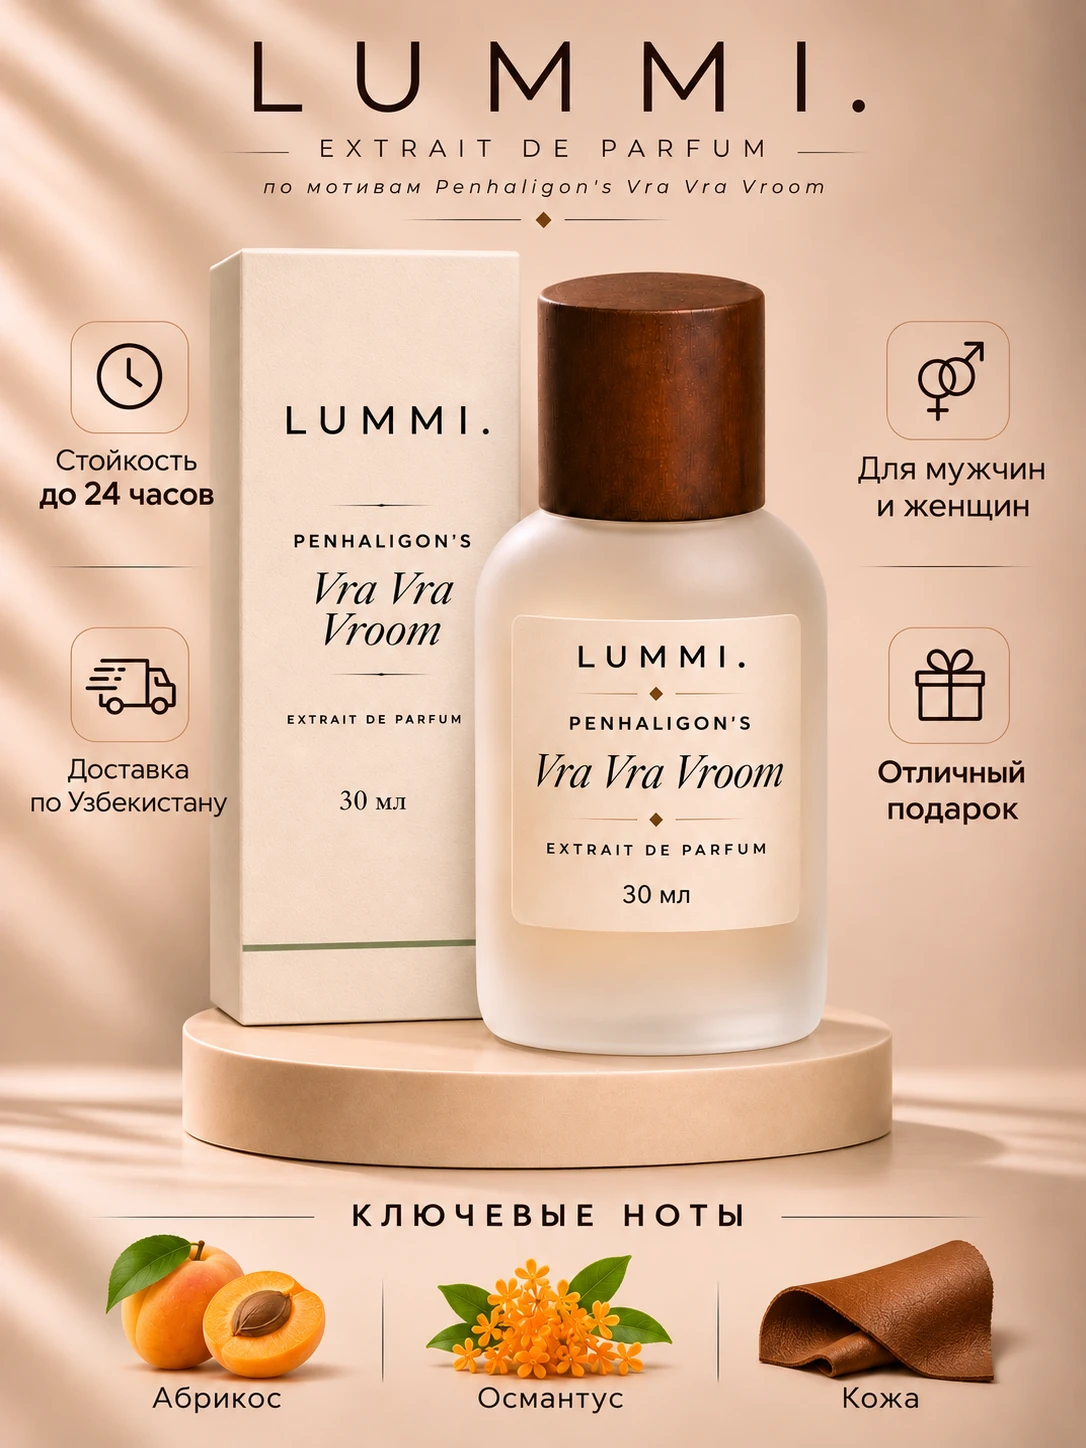 LUMMI.
EXTRAIT DE PARFUM
по мотивам Penhaligon's Vra Vra Vroom
Стойкость
до 24 часов
Доставка
по Узбекистану
LUMMI.
PENHALIGON'S
Vra Vra
Vroom
EXTRAIT DE PARFUM
30 мл
LUMMI.
PENHALIGON'S
Vra Vra Vroom
EXTRAIT DE PARFUM
30 мл
Для мужчин
и женщин
Отличный
подарок
КЛЮЧЕВЫЕ НОТЫ
Абрикос
Османтус
Кожа